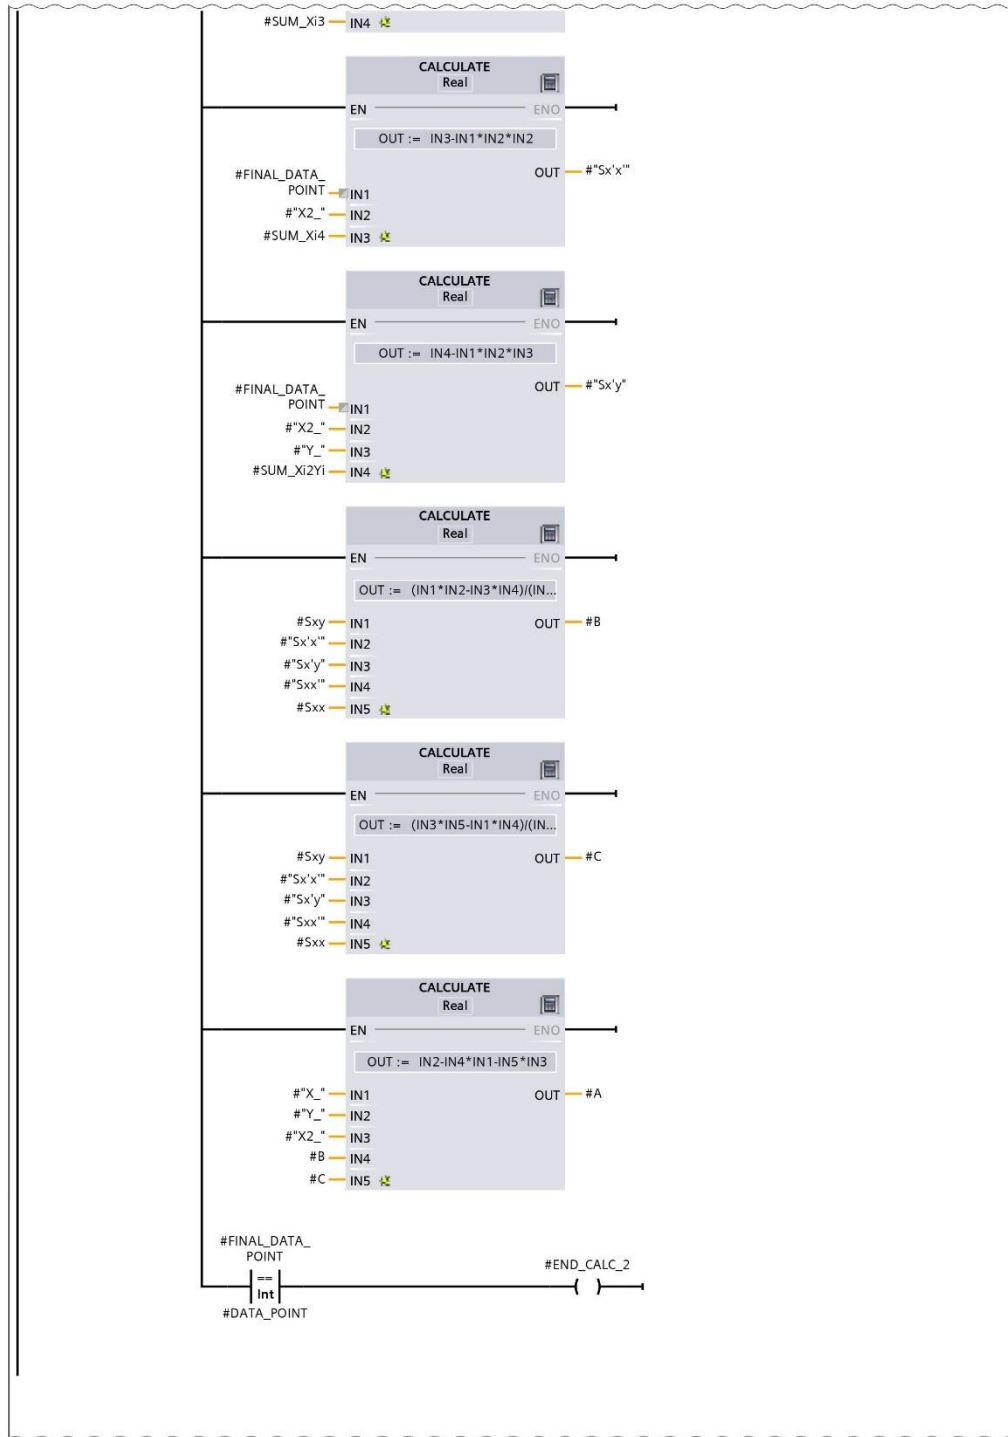 #SUM_Xi3 IN4
CALCULATE
Real
EN ENO
OUT := IN3-IN1*IN2*IN2
#FINAL_DATA_
POINT IN1
OUT #"Sx'x'"
#"X2_" IN2
#SUM_Xi4 IN3
CALCULATE
Real
EN ENO
OUT := IN4-IN1*IN2*IN3
#FINAL_DATA_
POINT IN1
OUT #"Sx'y"
#"X2_" IN2
#"Y_" IN3
#SUM_Xi2Yi IN4
CALCULATE
Real
EN ENO
OUT := (IN1*IN2-IN3*IN4)/(IN...
#Sxy IN1 OUT #B
#"Sx'x'" IN2
#"Sx'y" IN3
#"Sxx'" IN4
#Sxx IN5
CALCULATE
Real
EN ENO
OUT := (IN3*IN5-IN1*IN4)/(IN...
#Sxy IN1 OUT #C
#"Sx'x'" IN2
#"Sx'y" IN3
#"Sxx'" IN4
#Sxx IN5
CALCULATE
Real
EN ENO
OUT := IN2-IN4*IN1-IN5*IN3
#"X_" IN1 OUT #A
#"Y_" IN2
#"X2_" IN3
#B IN4
#C IN5
#FINAL_DATA_
POINT
#END_CALC_2
==
Int
#DATA_POINT